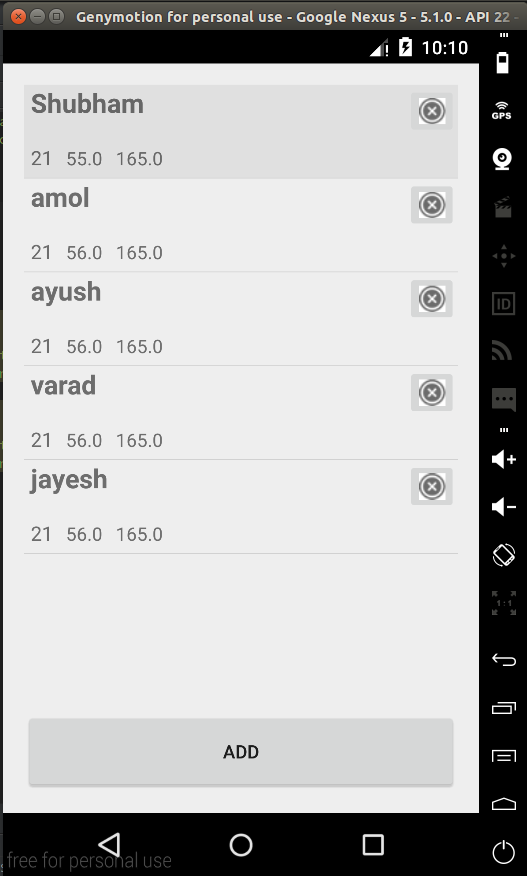 Genymotion for personal use - Google Nexus 5 - 5.1.0 - API 22 -
10:10
GPS
Shubham
21 55.0 165.0
amol
21 56.0 165.0
ID
ayush
21 56.0 165.0
varad
21 56.0 165.0
jayesh
21 56.0 165.0
1:1
ADD
free for personal use